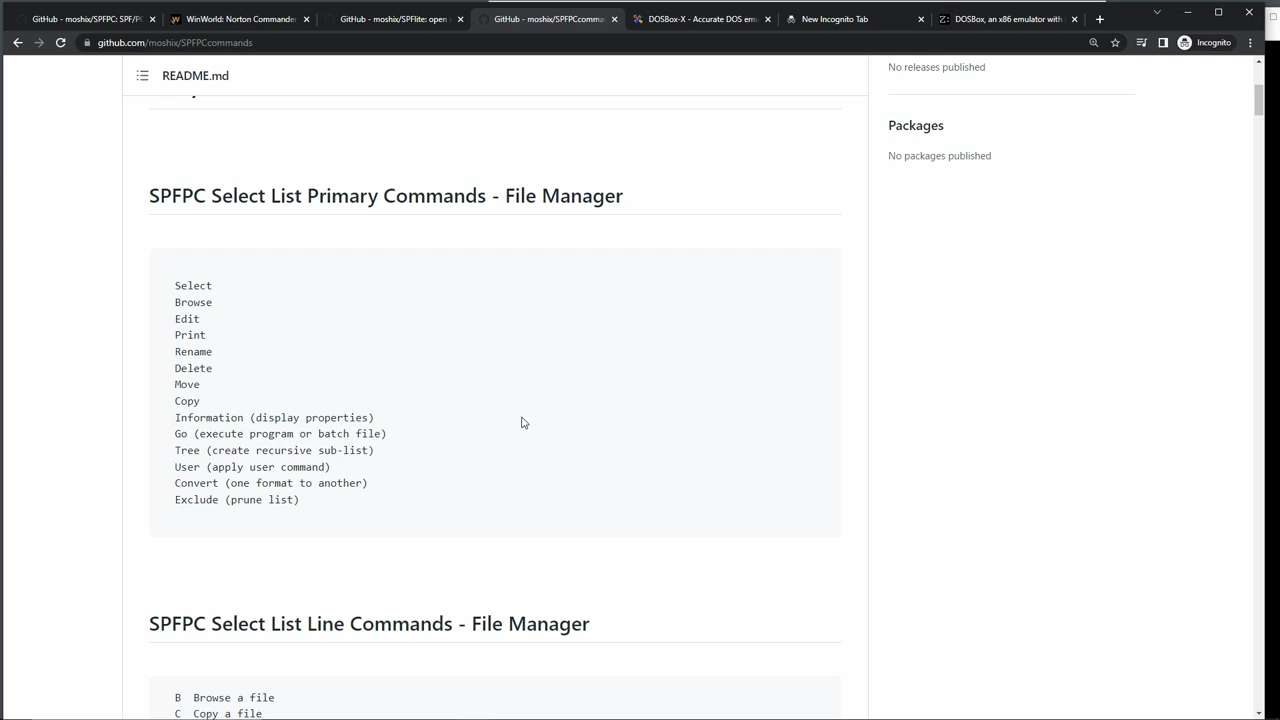 GitHub - moshix/SPFPC: SPF/PC
WinWorld: Norton Commander
GitHub - moshix/SPFlite: open
GitHub - moshix/SPFPCcomma
DOSBox-X - Accurate DOS em
New Incognito Tab
DOSBox, an x86 emulator with
github.com/moshix/SPFPCcommands
Incognito
README.md
No releases published
Packages
No packages published
SPFPC Select List Primary Commands - File Manager
Select
Browse
Edit
Print
Rename
Delete
Move
Copy
Information (display properties)
Go (execute program or batch file)
Tree (create recursive sub-list)
User (apply user command)
Convert (one format to another)
Exclude (prune list)
SPFPC Select List Line Commands - File Manager
B Browse a file
C Copy a file